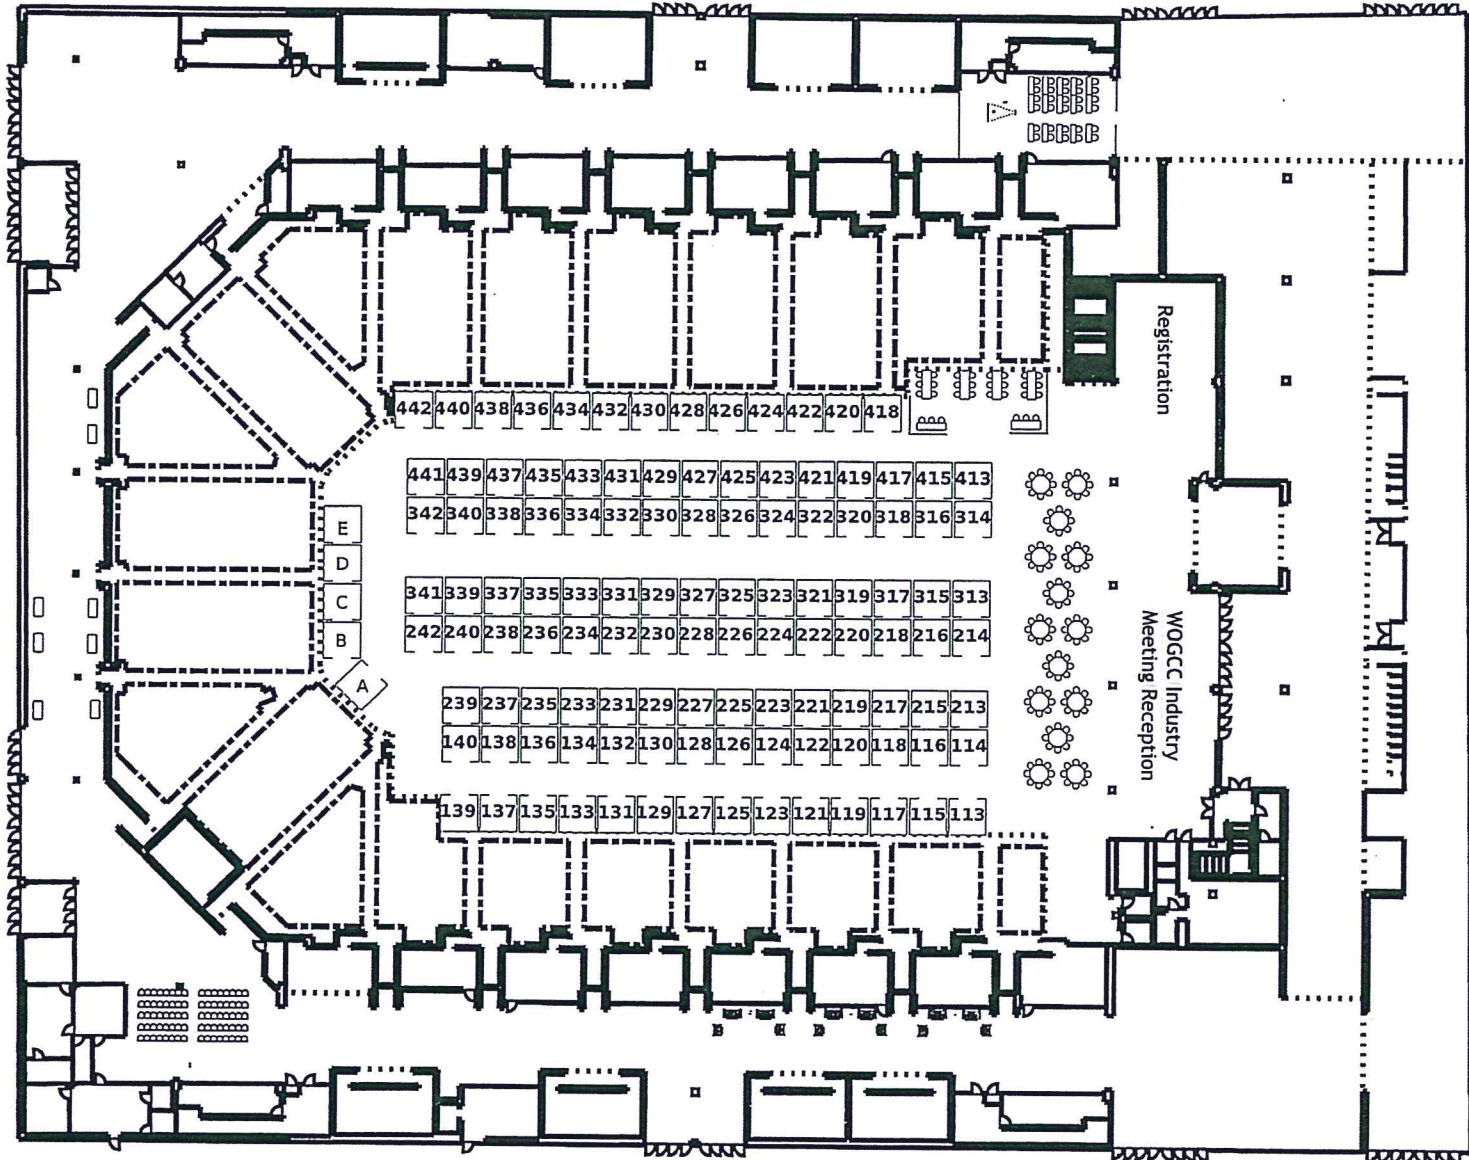 Registration
442 440 438 436 434 432 430 428 426 424 422 420 418
441 439 437 435 433 431 429 427 425 423 421 419 417 415 413
342 340 338 336 334 332 330 328 326 324 322 320 318 316 314
E
D
C
B
A
341 339 337 335 333 331 329 327 325 323 321 319 317 315 313
242 240 238 236 234 232 230 228 226 224 222 220 218 216 214
WOGCC Industry
Meeting Reception
239 237 235 233 231 229 227 225 223 221 219 217 215 213
140 138 136 134 132 130 128 126 124 122 120 118 116 114
139 137 135 133 131 129 127 125 123 121 119 117 115 113